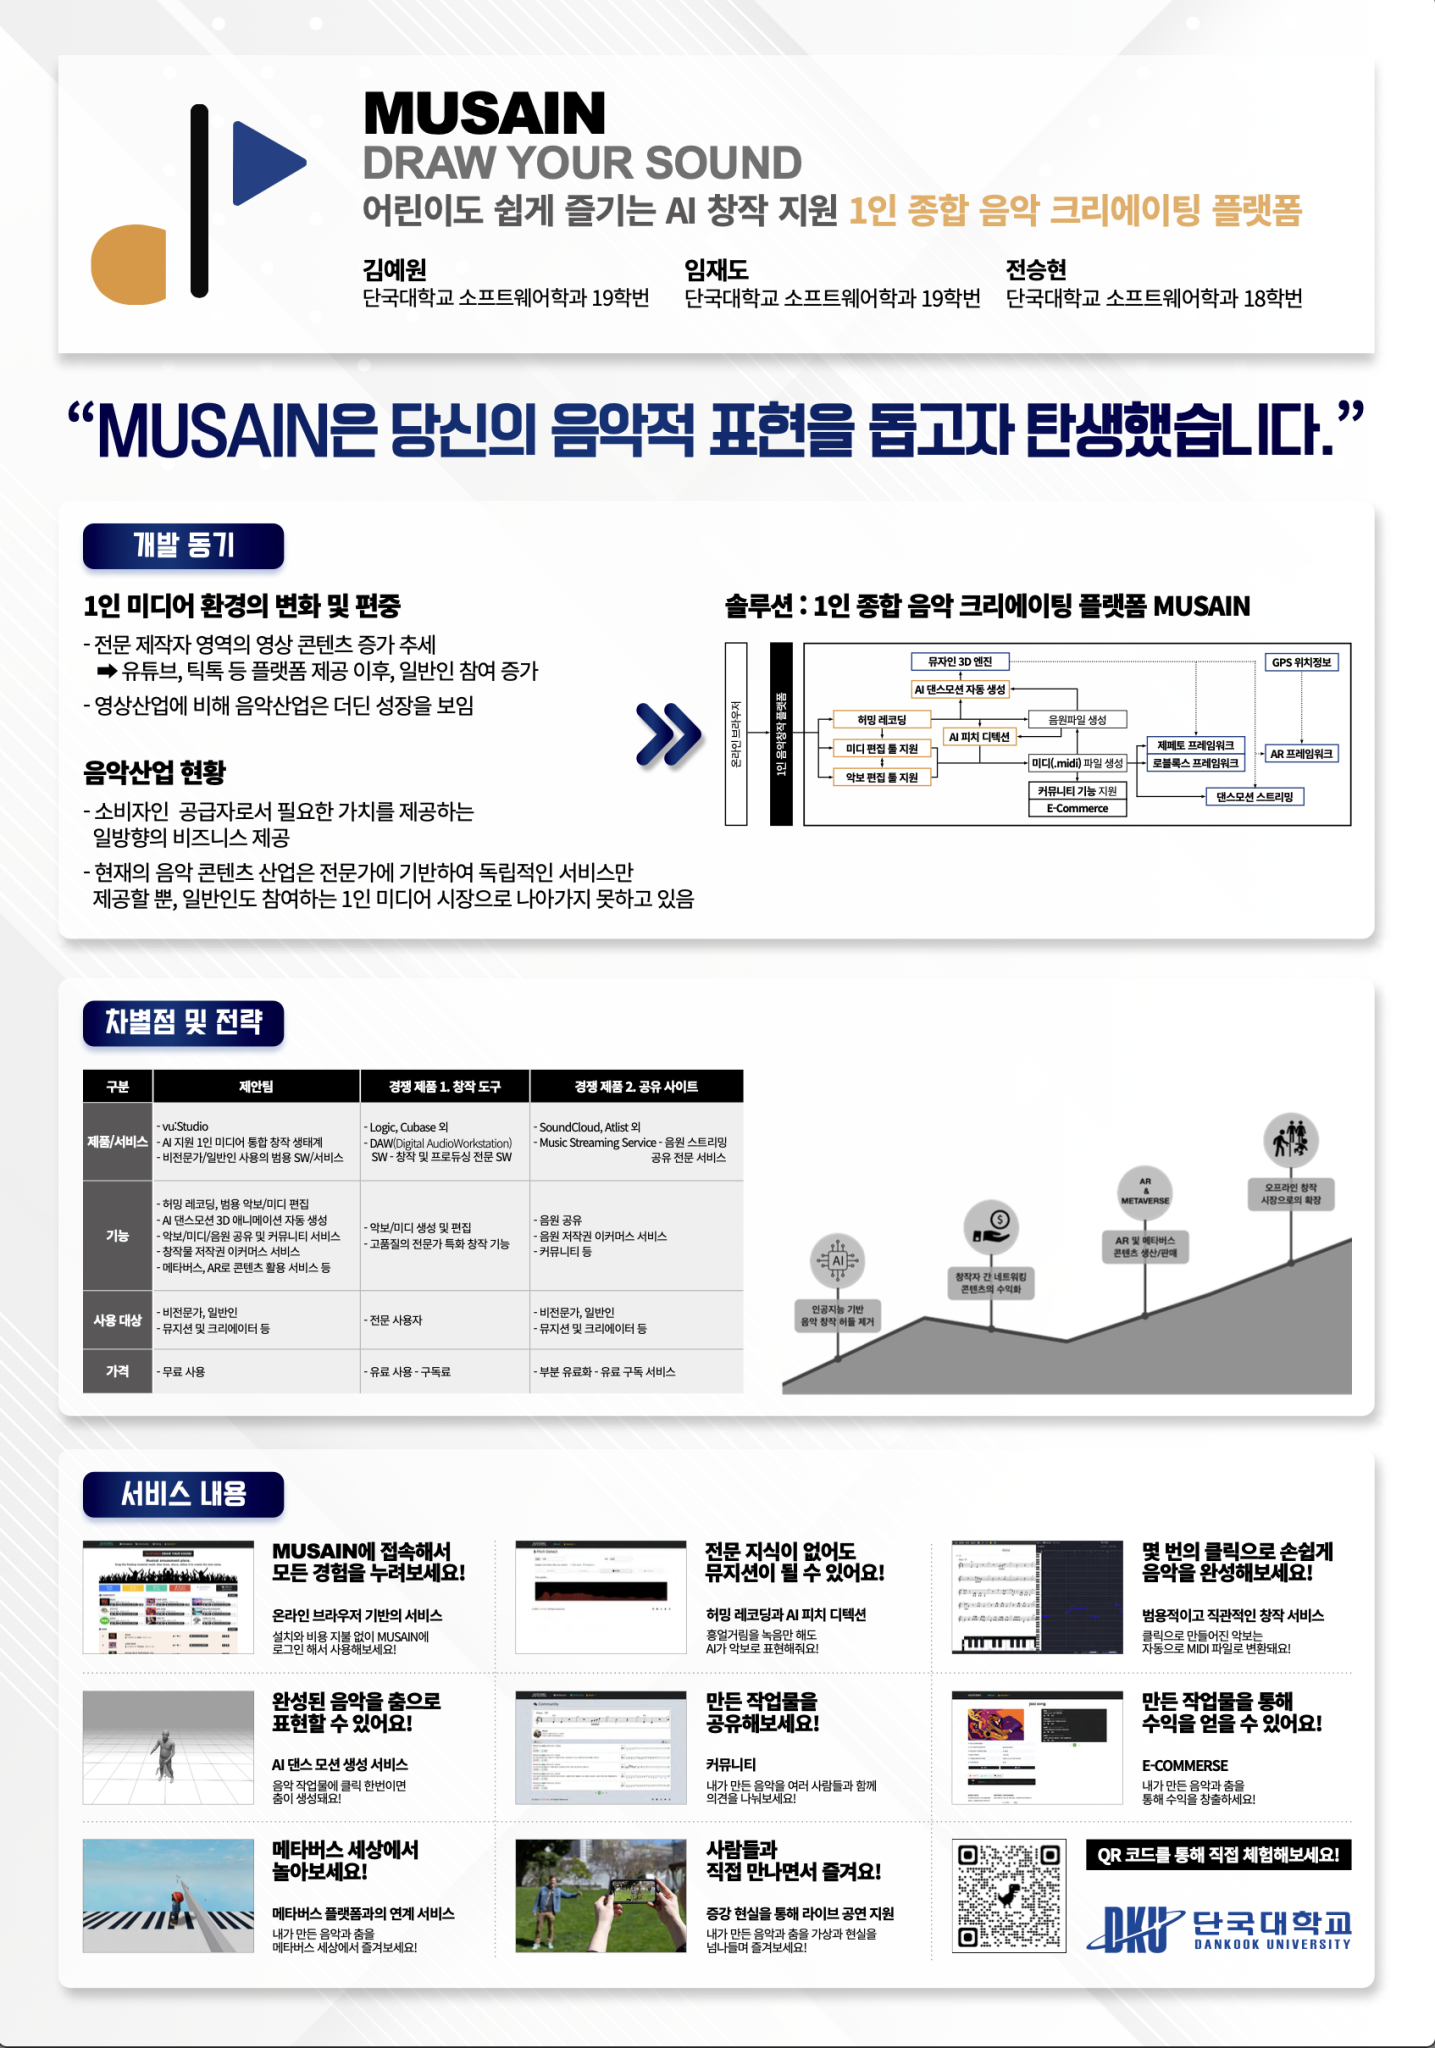 MUSAIN
DRAW YOUR SOUND
어린이도 쉽게 즐기는 AI 창작 지원 1인 종합 음악 크리에이팅 플랫폼
김예원
단국대학교 소프트웨어학과 19학번
임재도
단국대학교 소프트웨어학과 19학번
전승현
단국대학교 소프트웨어학과 18학번
“MUSAIN은 당신의 음악적 표현을 돕고자 탄생했습니다.”
개발 동기
1인 미디어 환경의 변화 및 편중
- 전문 제작자 영역의 영상 콘텐츠 증가 추세
➡ 유튜브, 틱톡 등 플랫폼 제공 이후, 일반인 참여 증가
- 영상산업에 비해 음악산업은 더딘 성장을 보임
음악산업 현황
- 소비자인 공급자로서 필요한 가치를 제공하는
일방향의 비즈니스 제공
- 현재의 음악 콘텐츠 산업은 전문가에 기반하여 독립적인 서비스만
제공할 뿐, 일반인도 참여하는 1인 미디어 시장으로 나아가지 못하고 있음
솔루션 : 1인 종합 음악 크리에이팅 플랫폼 MUSAIN
온라인 브라우저
1인 음악창작 플랫폼
뮤자인 3D 엔진
GPS 위치정보
AI 댄스모션 자동 생성
허밍 레코딩
음원파일 생성
AI 피치 디텍션
미디 편집 툴 지원
제페토 프레임워크
AR 프레임워크
미디(.midi) 파일 생성
로블록스 프레임워크
악보 편집 툴 지원
커뮤니티 기능 지원
댄스모션 스트리밍
E-Commerce
차별점 및 전략
구분
제안팀
경쟁 제품 1. 창작 도구
경쟁 제품 2. 공유 사이트
제품/서비스
- vu:Studio
- AI 지원 1인 미디어 통합 창작 생태계
- 비전문가/일반인 사용의 범용 SW/서비스
- Logic, Cubase 외
- DAW(Digital AudioWorkstation)
SW - 창작 및 프로듀싱 전문 SW
- SoundCloud, Atlist 외
- Music Streaming Service - 음원 스트리밍
공유 전문 서비스
기능
- 허밍 레코딩, 범용 악보/미디 편집
- AI 댄스모션 3D 애니메이션 자동 생성
- 악보/미디/음원 공유 및 커뮤니티 서비스
- 창작물 저작권 이커머스 서비스
- 메타버스, AR로 콘텐츠 활용 서비스 등
- 악보/미디 생성 및 편집
- 고품질의 전문가 특화 창작 기능
- 음원 공유
- 음원 저작권 이커머스 서비스
- 커뮤니티 등
사용 대상
- 비전문가, 일반인
- 뮤지션 및 크리에이터 등
- 전문 사용자
- 비전문가, 일반인
- 뮤지션 및 크리에이터 등
가격
- 무료 사용
- 유료 사용 - 구독료
- 부분 유료화 - 유료 구독 서비스
AI
인공지능 기반
음악 창작 허들 제거
창작자 간 네트워킹
콘텐츠의 수익화
AR
&
METAVERSE
AR 및 메타버스
콘텐츠 생산/판매
오프라인 창작
시장으로의 확장
서비스 내용
MUSAIN에 접속해서
모든 경험을 누려보세요!
온라인 브라우저 기반의 서비스
설치와 비용 지불 없이 MUSAIN에
로그인 해서 사용해보세요!
전문 지식이 없어도
뮤지션이 될 수 있어요!
허밍 레코딩과 AI 피치 디텍션
흥얼거림을 녹음만 해도
AI가 악보로 표현해줘요!
몇 번의 클릭으로 손쉽게
음악을 완성해보세요!
범용적이고 직관적인 창작 서비스
클릭으로 만들어진 악보는
자동으로 MIDI 파일로 변환돼요!
완성된 음악을 춤으로
표현할 수 있어요!
AI 댄스 모션 생성 서비스
음악 작업물에 클릭 한번이면
춤이 생성돼요!
Community
만든 작업물을
공유해보세요!
커뮤니티
내가 만든 음악을 여러 사람들과 함께
의견을 나눠보세요!
만든 작업물을 통해
수익을 얻을 수 있어요!
E-COMMERSE
내가 만든 음악과 춤을
통해 수익을 창출하세요!
메타버스 세상에서
놀아보세요!
메타버스 플랫폼과의 연계 서비스
내가 만든 음악과 춤을
메타버스 세상에서 즐겨보세요!
사람들과
직접 만나면서 즐겨요!
증강 현실을 통해 라이브 공연 지원
내가 만든 음악과 춤을 가상과 현실을
넘나들며 즐겨보세요!
QR 코드를 통해 직접 체험해보세요!
DKU 단국대학교
DANKOOK UNIVERSITY